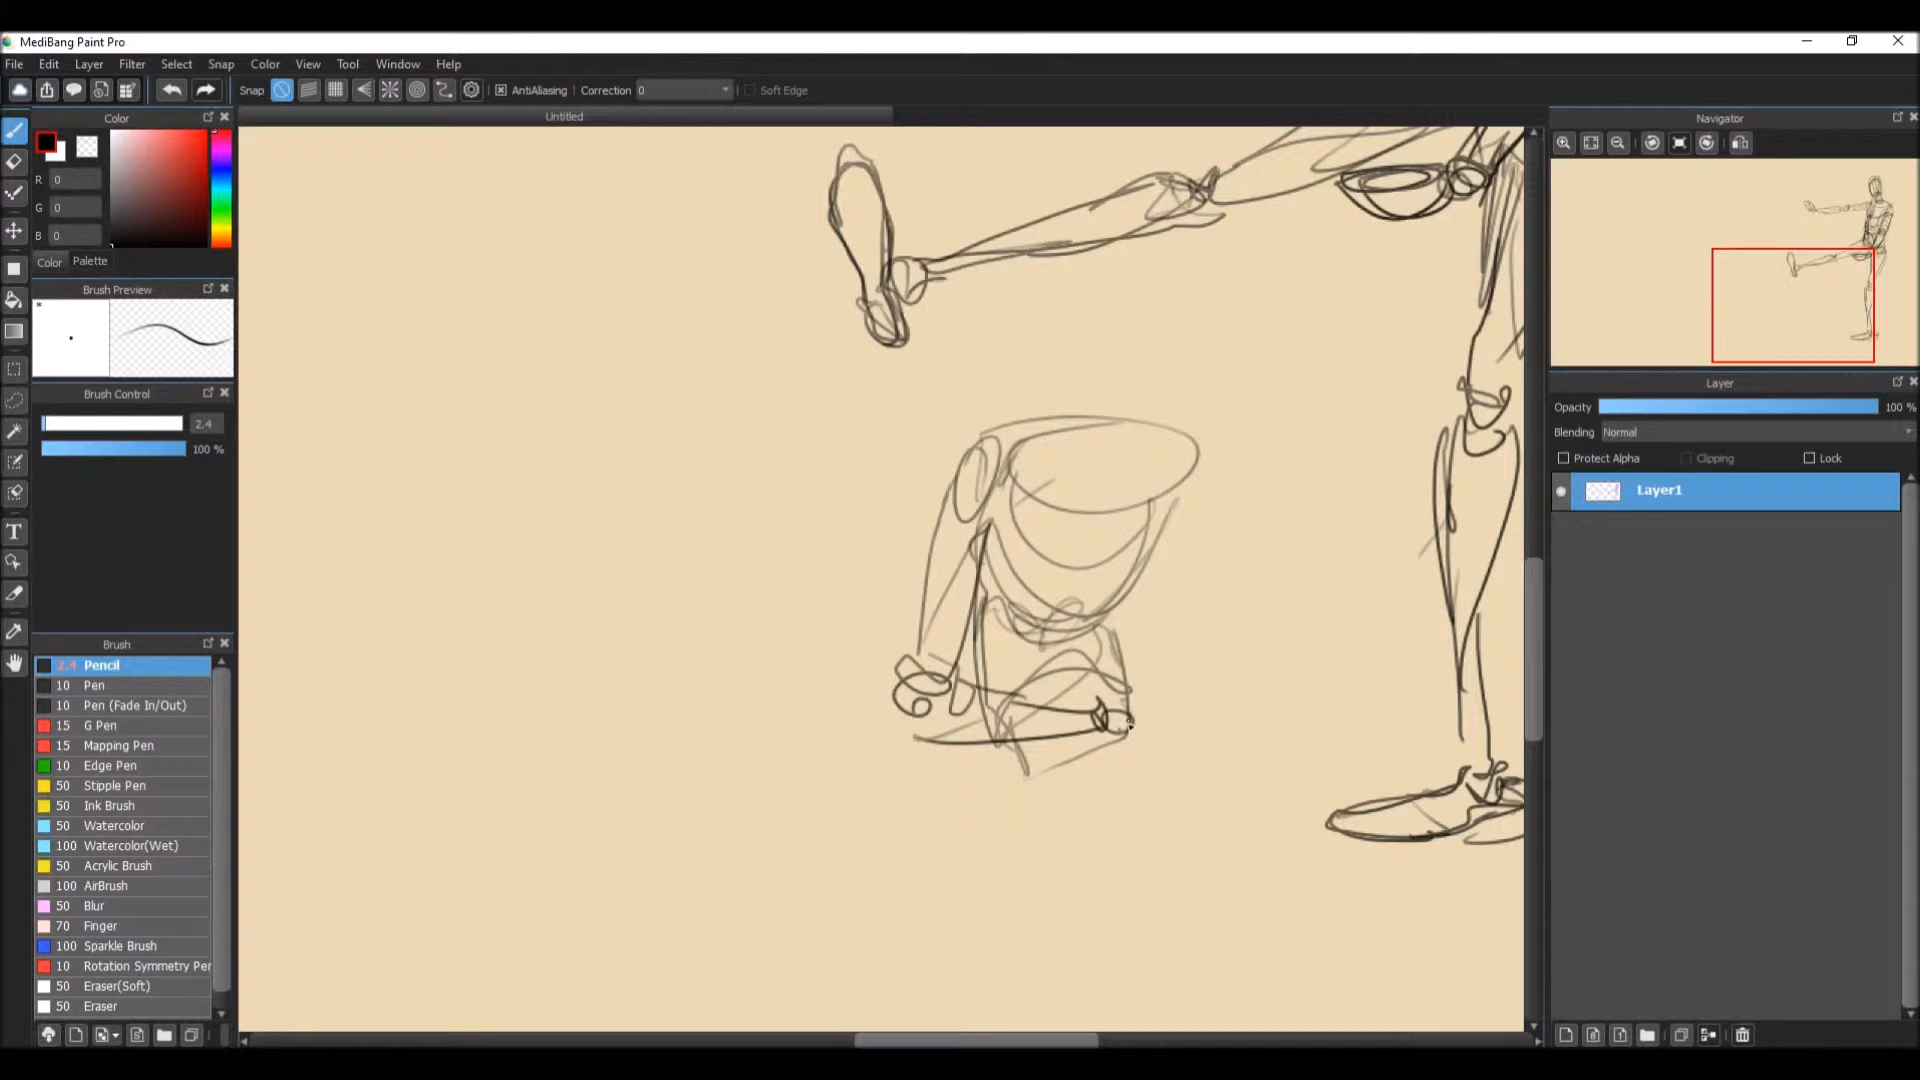 MediBang Paint Pro
File Edit Layer Filter Select Snap Color View Tool Window Help
Snap AntiAliasing Correction 0 Soft Edge
Color
Untitled
Navigator
R 0
G 0
B 0
Color Palette
Brush Preview
Brush Control
2.4
100 %
Layer
Opacity 100 %
Blending Normal
Protect Alpha Clipping Lock
Layer1
Brush
2.4 Pencil
10 Pen
10 Pen (Fade In/Out)
15 G Pen
15 Mapping Pen
10 Edge Pen
50 Stipple Pen
50 Ink Brush
50 Watercolor
100 Watercolor(Wet)
50 Acrylic Brush
100 AirBrush
50 Blur
70 Finger
100 Sparkle Brush
10 Rotation Symmetry Per
50 Eraser(Soft)
50 Eraser